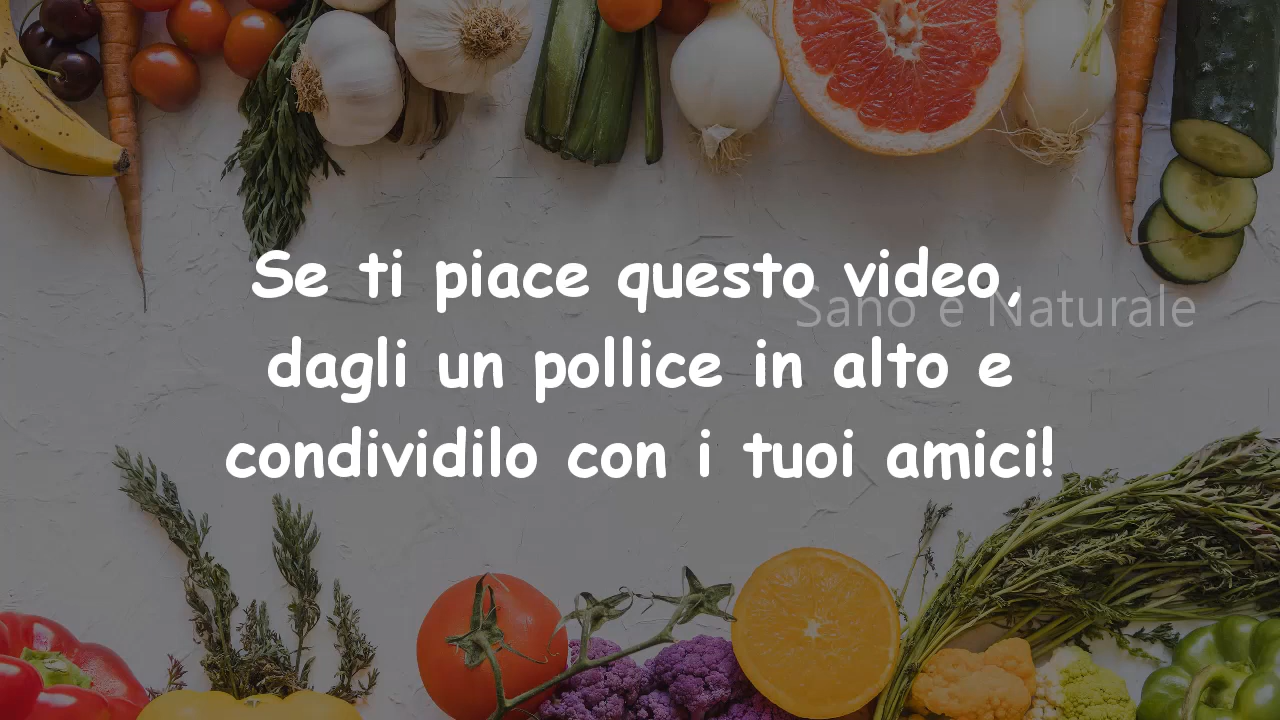 Se ti piace questo video,
Sano e Naturale
dagli un pollice in alto e
condividilo con i tuoi amici!